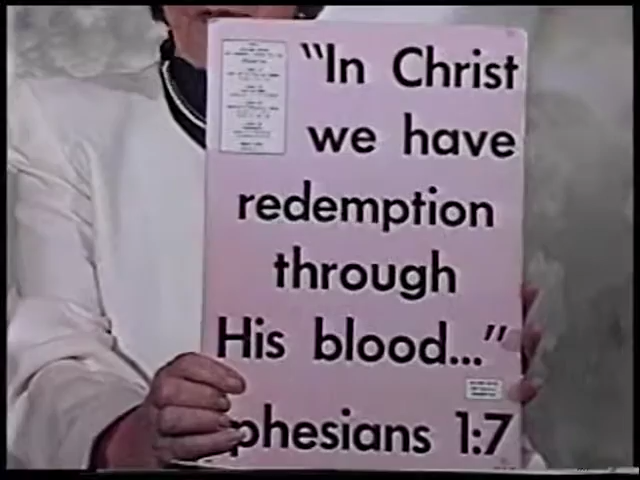 “In Christ
we have
redemption
through
His blood...”
phesians 1:7